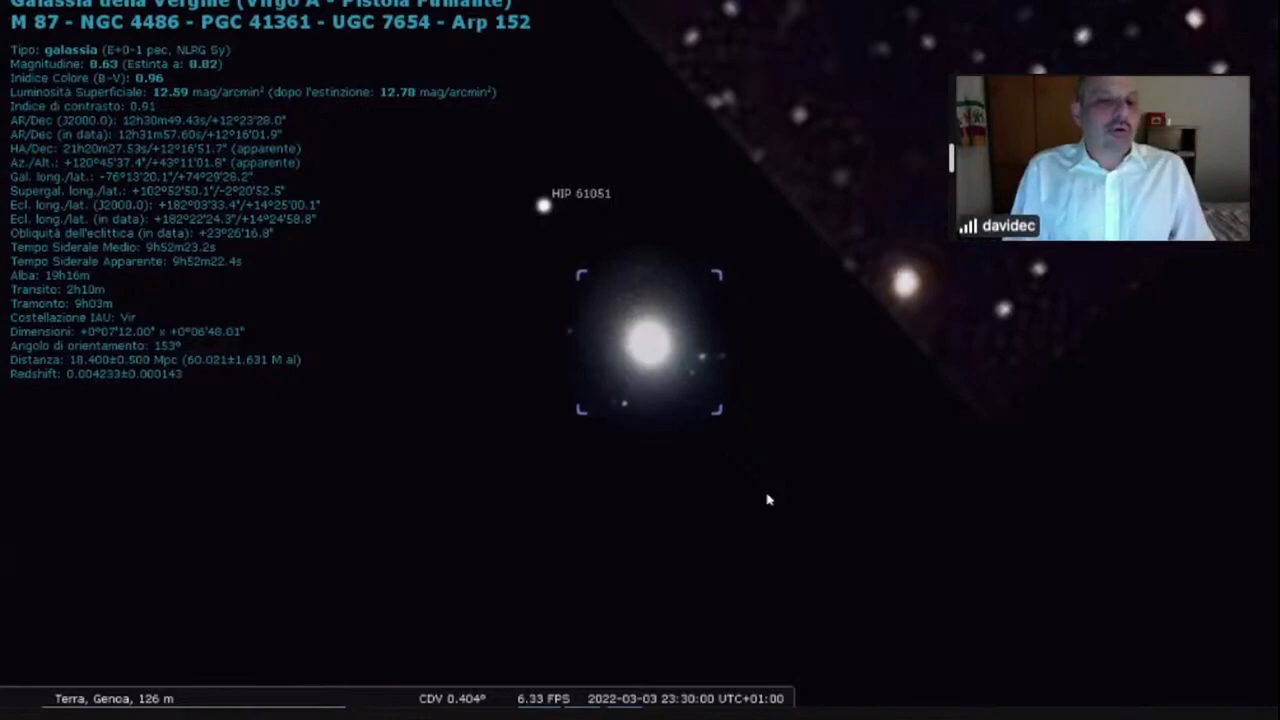 Galassia della Vergine (Virgo A - Pistola Fumante)
M 87 - NGC 4486 - PGC 41361 - UGC 7654 - Arp 152
Tipo: galassia (E+0-1 pec, NLRG Sy)
Magnitudine: 8.63 (Estinta a: 8.82)
Inidice Colore (B-V): 0.96
Luminosità Superficiale: 12.59 mag/arcmin² (dopo l'estinzione: 12.78 mag/arcmin²)
Indice di contrasto: 0.91
AR/Dec (J2000.0): 12h30m49.43s/+12°23'28.0"
AR/Dec (in data): 12h31m57.60s/+12°16'01.9"
HA/Dec: 21h20m27.53s/+12°16'51.7" (apparente)
Az./Alt.: +120°45'37.4"/+43°11'01.8" (apparente)
Gal. long./lat.: -76°13'20.1"/+74°29'28.2"
Supergal. long./lat.: +102°52'50.1"/-2°20'52.5"
Ecl. long./lat. (J2000.0): +182°03'33.4"/+14°25'00.1"
Ecl. long./lat. (in data): +182°22'24.3"/+14°24'58.8"
Obliquità dell'eclittica (in data): +23°26'16.8"
Tempo Siderale Medio: 9h52m23.2s
Tempo Siderale Apparente: 9h52m22.4s
Alba: 19h16m
Transito: 2h10m
Tramonto: 9h03m
Costellazione IAU: Vir
Dimensioni: +0°07'12.00" x +0°06'48.01"
Angolo di orientamento: 153°
Distanza: 18.400±0.500 Mpc (60.021±1.631 M al)
Redshift: 0.004233±0.000143
HIP 61051
davidec
Terra, Genoa, 126 m CDV 0.404° 6.33 FPS 2022-03-03 23:30:00 UTC+01:00